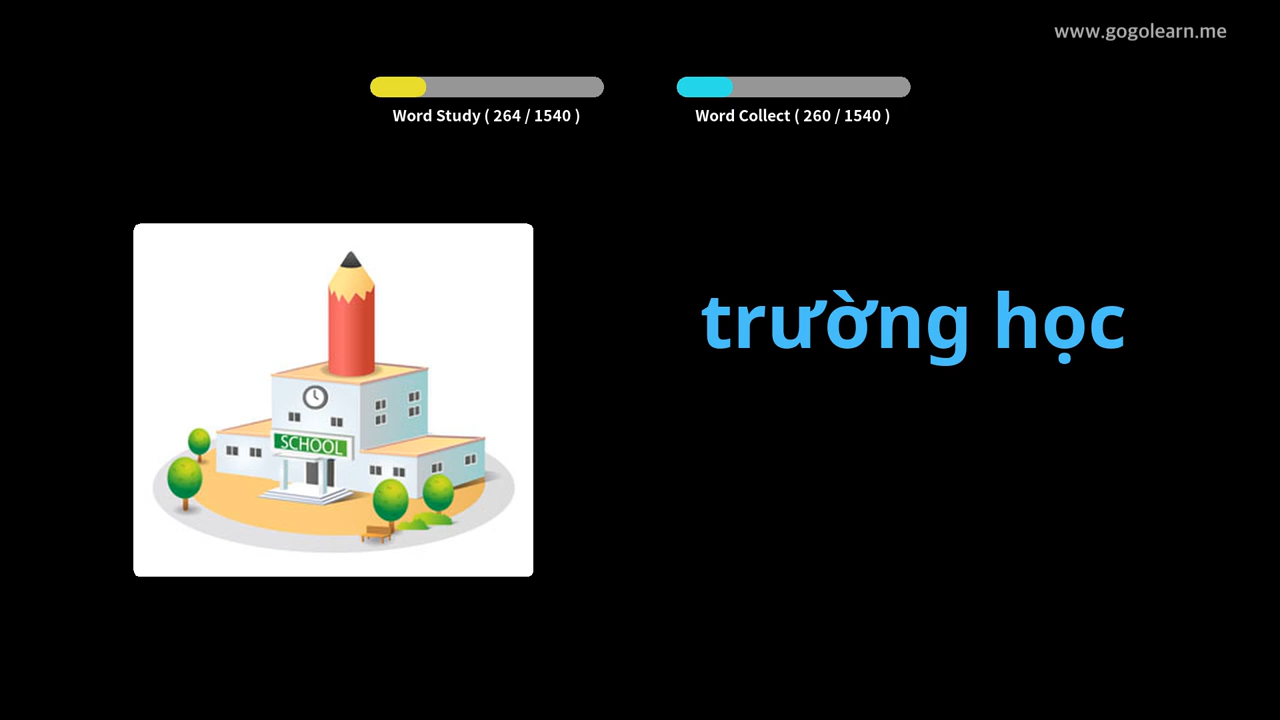 www.gogolearn.me
Word Study ( 264 / 1540 )
Word Collect ( 260 / 1540 )
trường học
SCHOOL